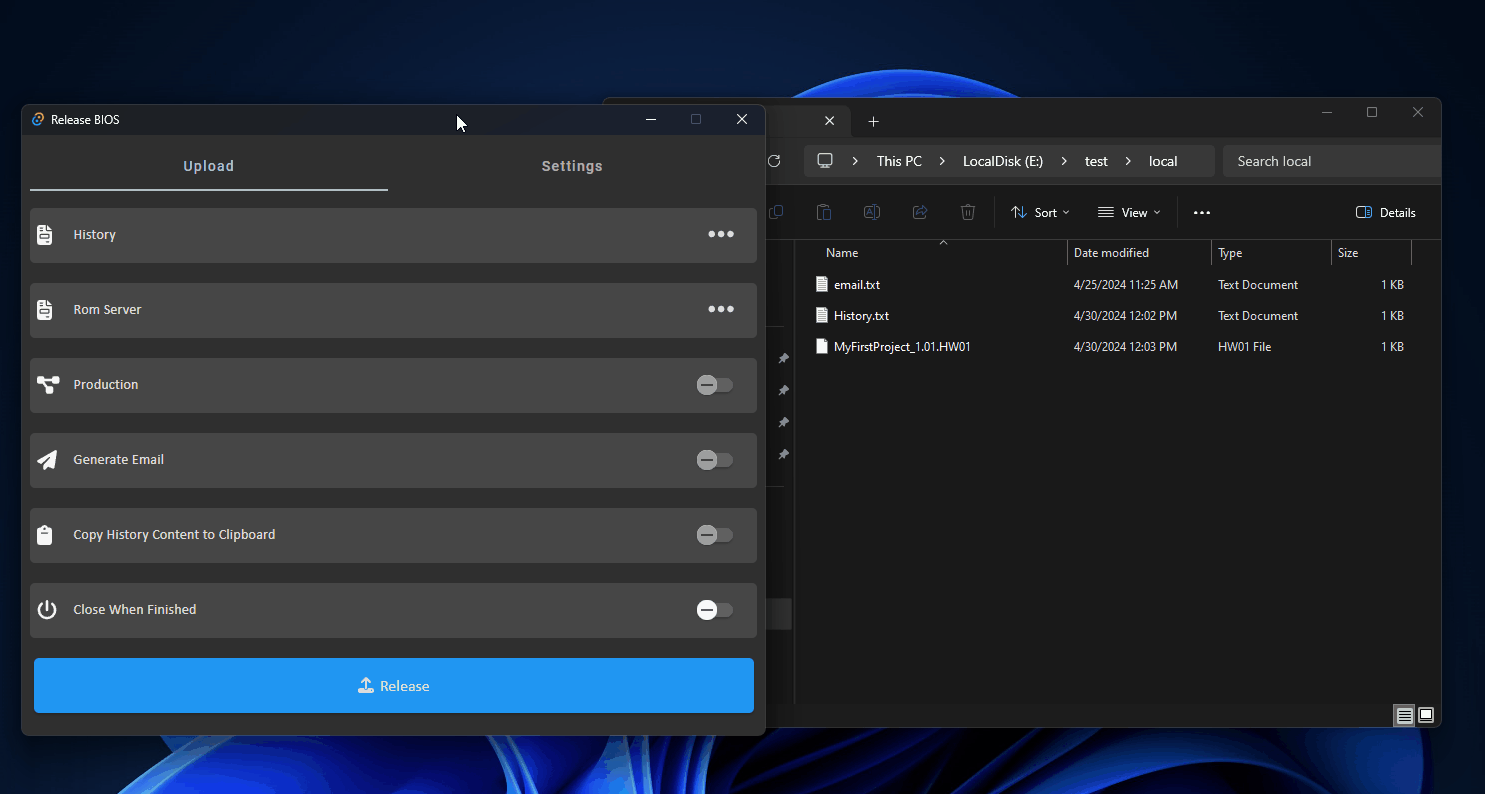 Release BIOS
Upload
Settings
History
Rom Server
Production
Generate Email
Copy History Content to Clipboard
Close When Finished
Release
This PC
LocalDisk (E:)
test
local
Search local
Sort
View
Details
Name
Date modified
Type
Size
email.txt
4/25/2024 11:25 AM
Text Document
1 KB
History.txt
4/30/2024 12:02 PM
Text Document
1 KB
MyFirstProject_1.01.HW01
4/30/2024 12:03 PM
HW01 File
1 KB